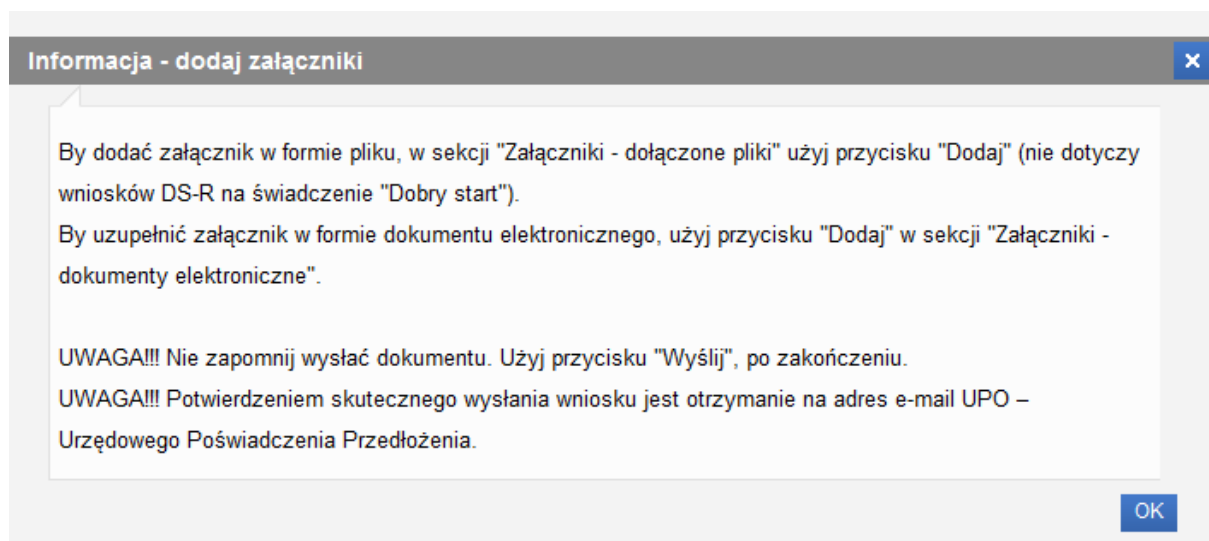 Informacja - dodaj załączniki
By dodać załącznik w formie pliku, w sekcji "Załączniki - dołączone pliki" użyj przycisku "Dodaj" (nie dotyczy
wniosków DS-R na świadczenie "Dobry start").
By uzupełnić załącznik w formie dokumentu elektronicznego, użyj przycisku "Dodaj" w sekcji "Załączniki -
dokumenty elektroniczne".
UWAGA!!! Nie zapomnij wysłać dokumentu. Użyj przycisku "Wyślij", po zakończeniu.
UWAGA!!! Potwierdzeniem skutecznego wysłania wniosku jest otrzymanie na adres e-mail UPO –
Urzędowego Poświadczenia Przedłożenia.
OK